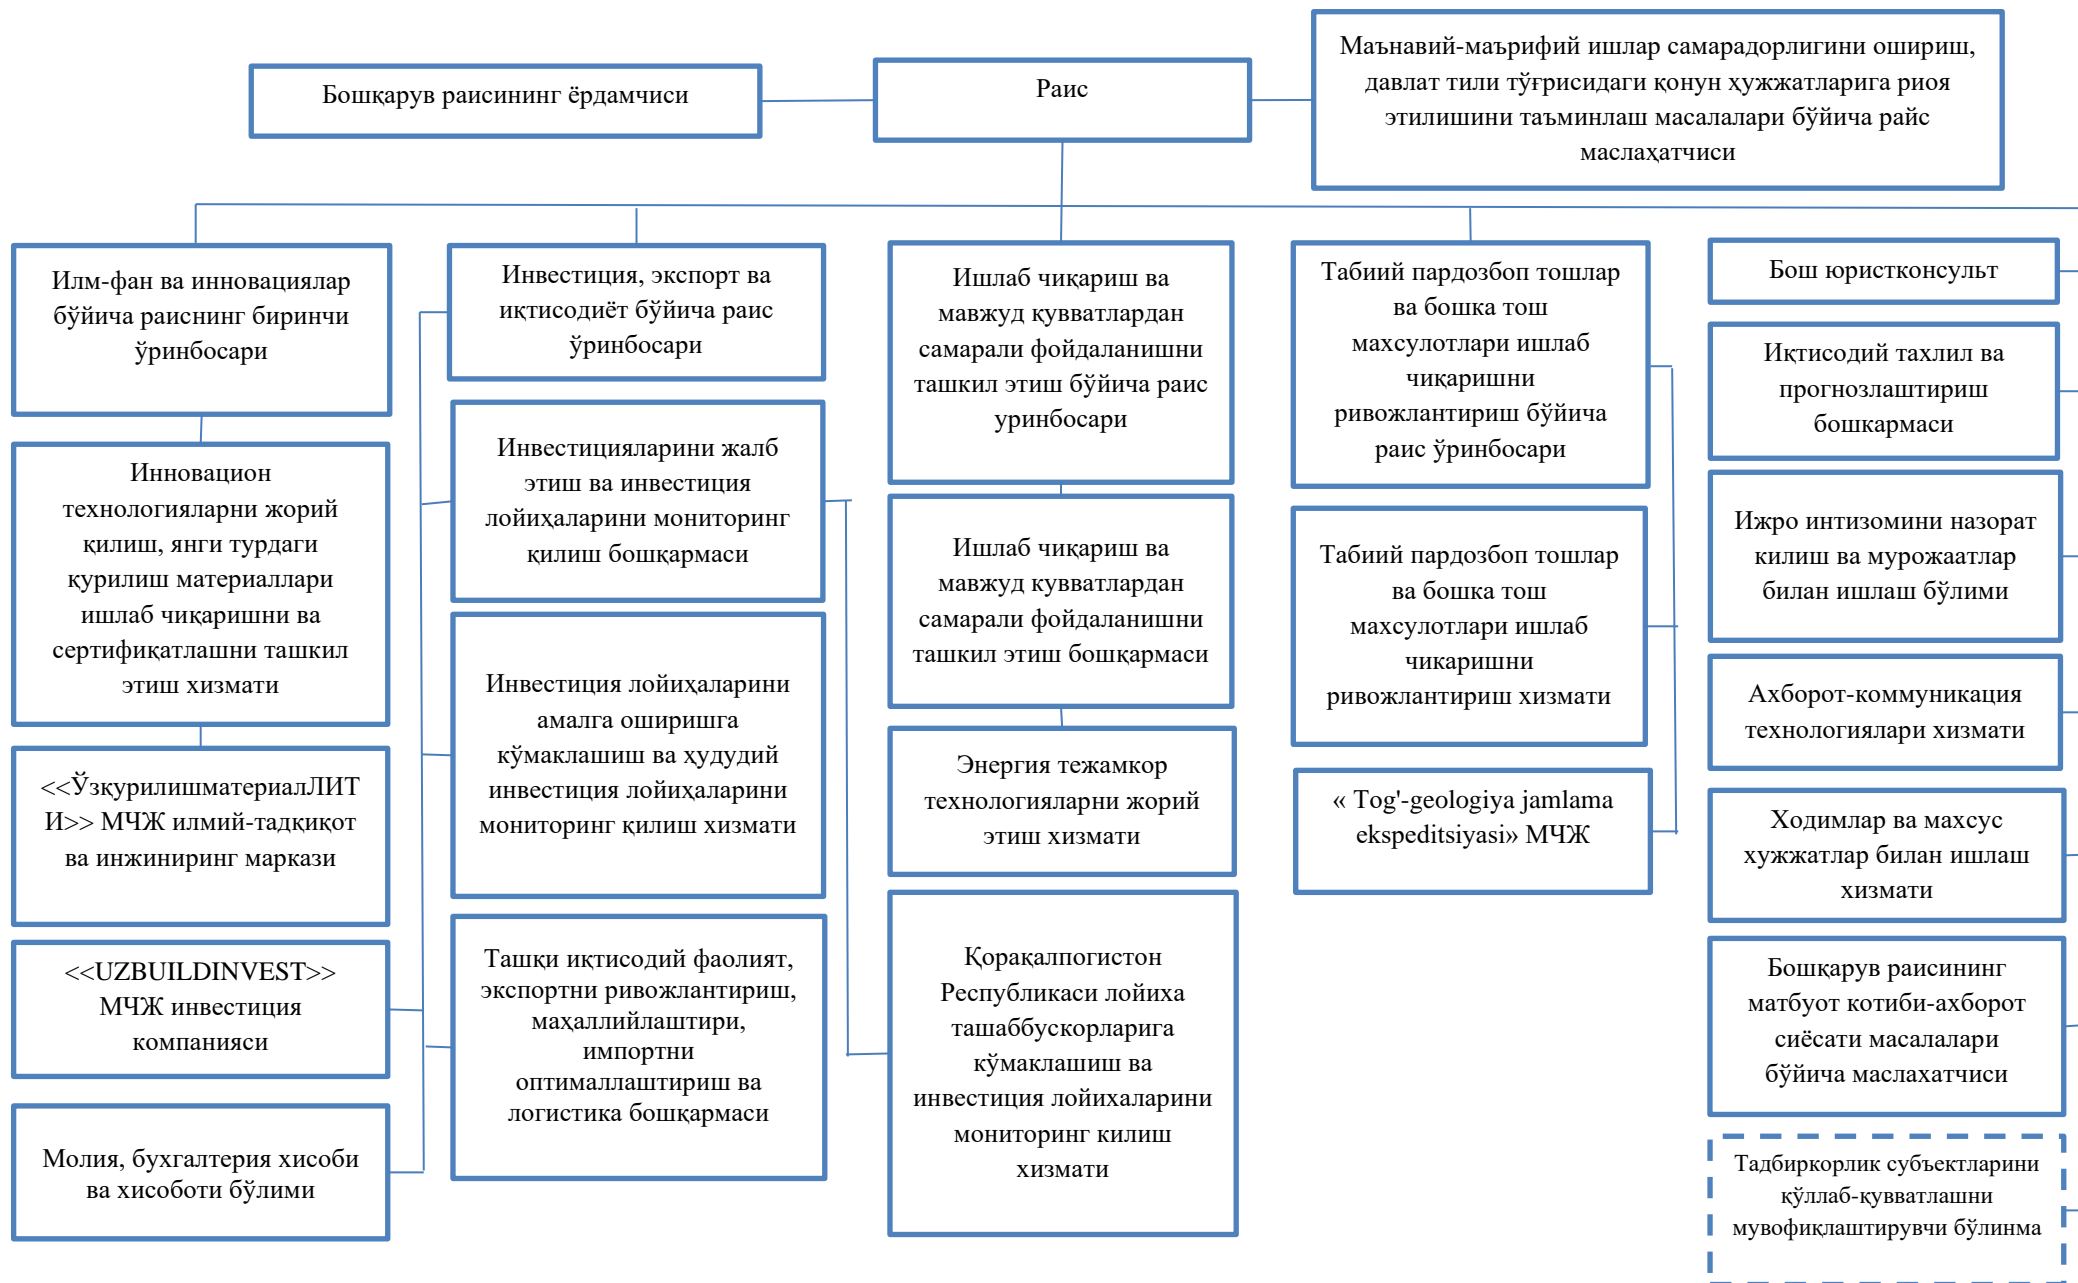 Бошқарув раисининг ёрдамчиси
Раис
Маънавий-маърифий ишлар самарадорлигини ошириш,
давлат тили тўғрисидаги қонун ҳужжатларига риоя
этилишини таъминлаш масалалари бўйича райс
маслаҳатчиси
Илм-фан ва инновациялар
бўйича раиснинг биринчи
ўринбосари
Инновацион
технологияларни жорий
қилиш, янги турдаги
қурилиш материаллари
ишлаб чиқаришни ва
сертифиқатлашни ташкил
этиш хизмати
<<ЎзқурилишматериалЛИТ
И>> МЧЖ илмий-тадқиқот
ва инжиниринг маркази
<<UZBUILDINVEST>>
МЧЖ инвестиция
компанияси
Молия, бухгалтерия хисоби
ва хисоботи бўлими
Инвестиция, экспорт ва
иқтисодиёт бўйича раис
ўринбосари
Инвестицияларини жалб
этиш ва инвестиция
лойиҳаларини мониторинг
қилиш бошқармаси
Инвестиция лойиҳаларини
амалга оширишга
кўмаклашиш ва ҳудудий
инвестиция лойиҳаларини
мониторинг қилиш хизмати
Ташқи иқтисодий фаолият,
экспортни ривожлантириш,
маҳаллийлаштири,
импортни
оптималлаштириш ва
логистика бошқармаси
Ишлаб чиқариш ва
мавжуд қувватлардан
самарали фойдаланишни
ташкил этиш бўйича раис
уринбосари
Ишлаб чиқариш ва
мавжуд кувватлардан
самарали фойдаланишни
ташкил этиш бошқармаси
Энергия тежамкор
технологияларни жорий
этиш хизмати
Қорақалпогистон
Республикаси лойиха
ташаббускорларига
кўмаклашиш ва
инвестиция лойихаларини
мониторинг килиш
хизмати
Табиий пардозбоп тошлар
ва бошка тош
махсулотлари ишлаб
чиқаришни
ривожлантириш бўйича
раис ўринбосари
Табиий пардозбоп тошлар
ва бошка тош
махсулотлари ишлаб
чикаришни
ривожлантириш хизмати
« Tog'-geologiya jamlama
ekspeditsiyasi» МЧЖ
Бош юристконсульт
Иқтисодий тахлил ва
прогнозлаштириш
бошкармаси
Ижро интизомини назорат
килиш ва мурожаатлар
билан ишлаш бўлими
Ахборот-коммуникация
технологиялари хизмати
Ходимлар ва махсус
хужжатлар билан ишлаш
хизмати
Бошқарув раисининг
матбуот котиби-ахборот
сиёсати масалалари
бўйича маслахатчиси
Тадбиркорлик субъектларини
қўллаб-қувватлашни
мувофиқлаштирувчи бўлинма